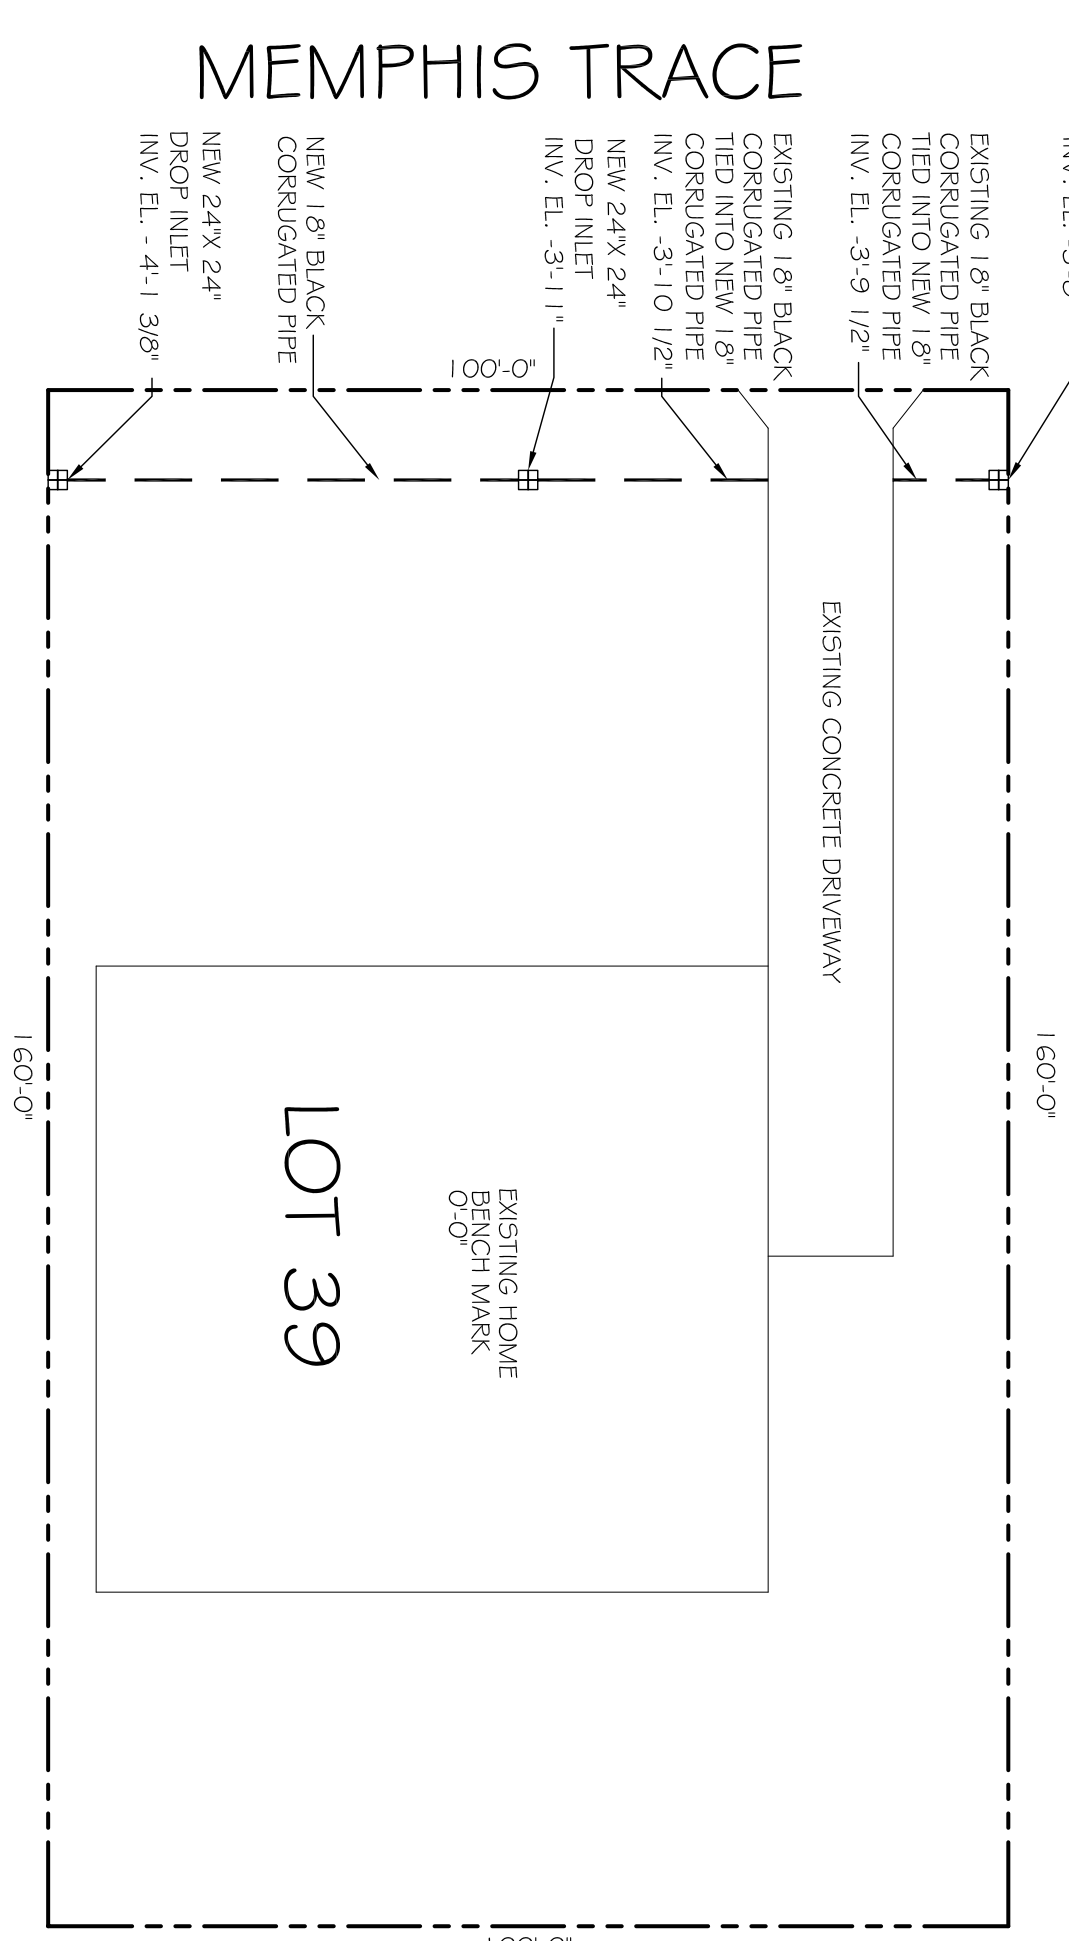 MEMPHIS TRACE
NEW 24"X 24"
DROP INLET
INV. EL. - 4'-1 3/8"
NEW 18" BLACK
CORRUGATED PIPE
NEW 24"X 24"
DROP INLET
INV. EL. -3'-11"
EXISTING 18" BLACK
CORRUGATED PIPE
TIED INTO NEW 18"
CORRUGATED PIPE
INV. EL. -3'-10 1/2"
EXISTING 18" BLACK
CORRUGATED PIPE
TIED INTO NEW 18"
CORRUGATED PIPE
INV. EL. -3'-9 1/2"
100'-0"
EXISTING CONCRETE DRIVEWAY
160'-0"
160'-0"
LOT 39
EXISTING HOME
BENCH MARK
0'-0"